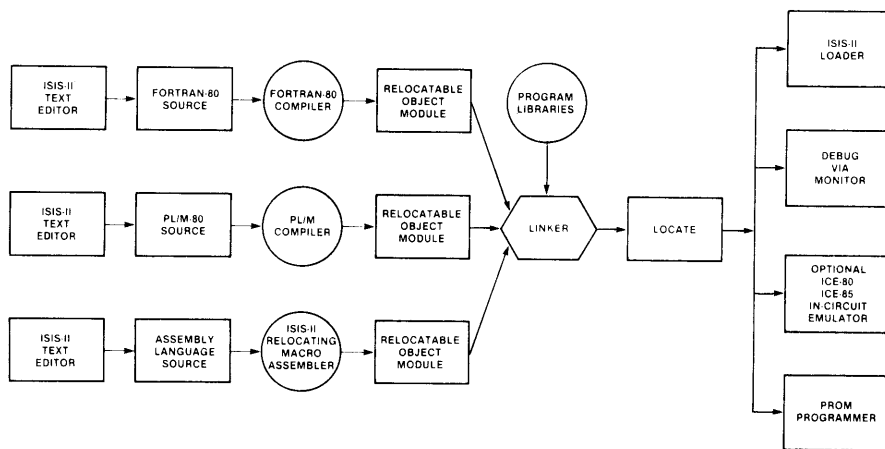 ISIS-II
TEXT
EDITOR
FORTRAN-80
SOURCE
FORTRAN-80
COMPILER
RELOCATABLE
OBJECT
MODULE
PROGRAM
LIBRARIES
ISIS-II
TEXT
EDITOR
PL/M-80
SOURCE
PL/M
COMPILER
RELOCATABLE
OBJECT
MODULE
LINKER
LOCATE
ISIS-II
TEXT
EDITOR
ASSEMBLY
LANGUAGE
SOURCE
ISIS-II
RELOCATING
MACRO
ASSEMBLER
RELOCATABLE
OBJECT
MODULE
ISIS-II
LOADER
DEBUG
VIA
MONITOR
OPTIONAL
ICE-80
ICE-85
IN-CIRCUIT
EMULATOR
PROM
PROGRAMMER